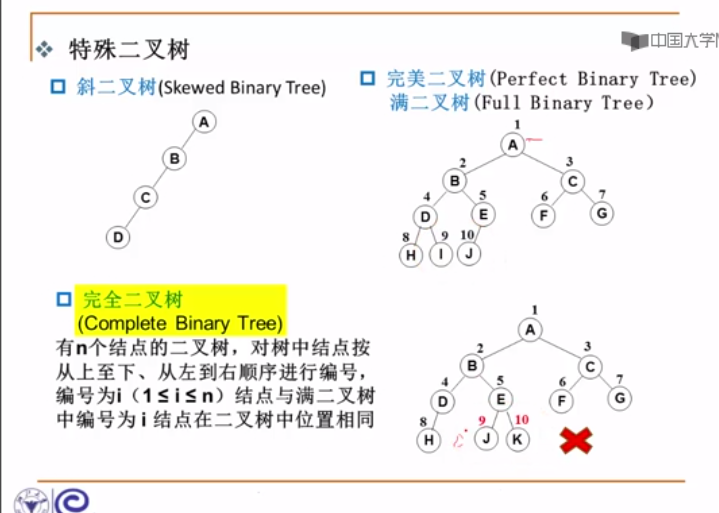 特殊二叉树
中国大学
斜二叉树(Skewed Binary Tree)
完美二叉树(Perfect Binary Tree)
满二叉树(Full Binary Tree)
A
B
C
D
1
A
2
3
B
C
4
5
6
7
D
E
F
G
8
9
10
H
I
J
完全二叉树
(Complete Binary Tree)
有n个结点的二叉树，对树中结点按
从上至下、从左到右顺序进行编号，
编号为i（1≤i≤n）结点与满二叉树
中编号为 i 结点在二叉树中位置相同
1
A
2
3
B
C
4
5
6
7
D
E
F
G
8
9
10
H
J
K